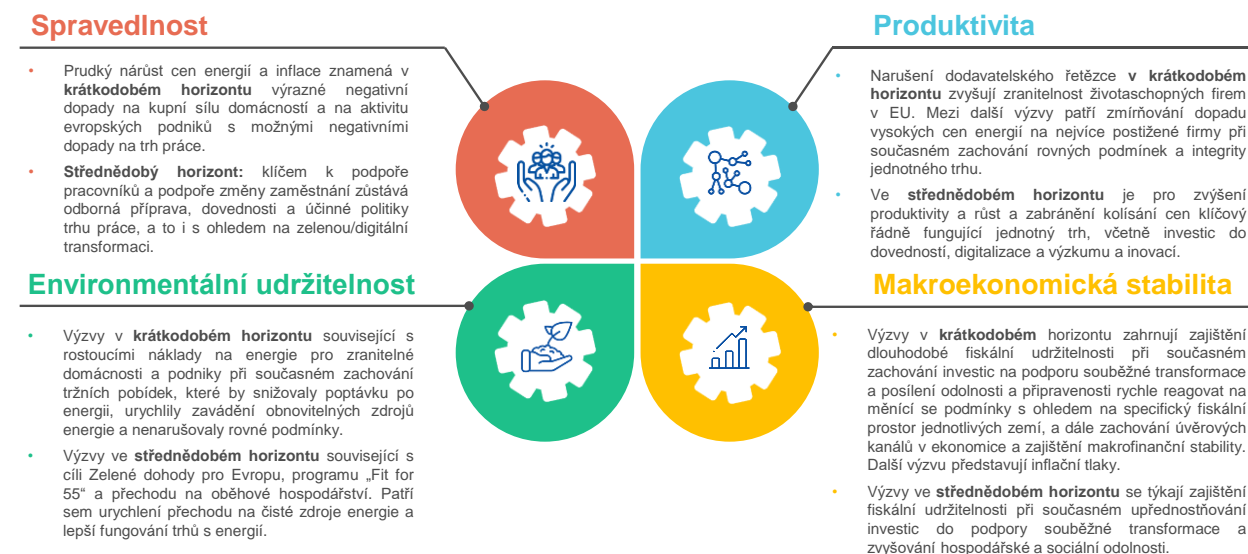 Spravedlnost
• Prudký nárůst cen energií a inflace znamená v
krátkodobém horizontu výrazné negativní
dopady na kupní sílu domácností a na aktivitu
evropských podniků s možnými negativními
dopady na trh práce.
• Střednědobý horizont: klíčem k podpoře
pracovníků a podpoře změny zaměstnání zůstává
odborná příprava, dovednosti a účinné politiky
trhu práce, a to i s ohledem na zelenou/digitální
transformaci.
Produktivita
• Narušení dodavatelského řetězce v krátkodobém
horizontu zvyšují zranitelnost životaschopných firem
v EU. Mezi další výzvy patří zmírňování dopadu
vysokých cen energií na nejvíce postižené firmy při
současném zachování rovných podmínek a integrity
jednotného trhu.
• Ve střednědobém horizontu je pro zvýšení
produktivity a růst a zabránění kolísání cen klíčový
řádně fungující jednotný trh, včetně investic do
dovedností, digitalizace a výzkumu a inovací.
Environmentální udržitelnost
• Výzvy v krátkodobém horizontu související s
rostoucími náklady na energie pro zranitelné
domácnosti a podniky při současném zachování
tržních pobídek, které by snižovaly poptávku po
energii, urychlily zavádění obnovitelných zdrojů
energie a nenarušovaly rovné podmínky.
• Výzvy ve střednědobém horizontu související s
cíli Zelené dohody pro Evropu, programu „Fit for
55“ a přechodu na oběhové hospodářství. Patří
sem urychlení přechodu na čisté zdroje energie a
lepší fungování trhů s energií.
Makroekonomická stabilita
• Výzvy v krátkodobém horizontu zahrnují zajištění
dlouhodobé fiskální udržitelnosti při současném
zachování investic na podporu souběžné transformace
a posílení odolnosti a připravenosti rychle reagovat na
měnící se podmínky s ohledem na specifický fiskální
prostor jednotlivých zemí, a dále zachování úvěrových
kanálů v ekonomice a zajištění makrofinanční stability.
Další výzvu představují inflační tlaky.
• Výzvy ve střednědobém horizontu se týkají zajištění
fiskální udržitelnosti při současném upřednostňování
investic do podpory souběžné transformace a
zvyšování hospodářské a sociální odolnosti.